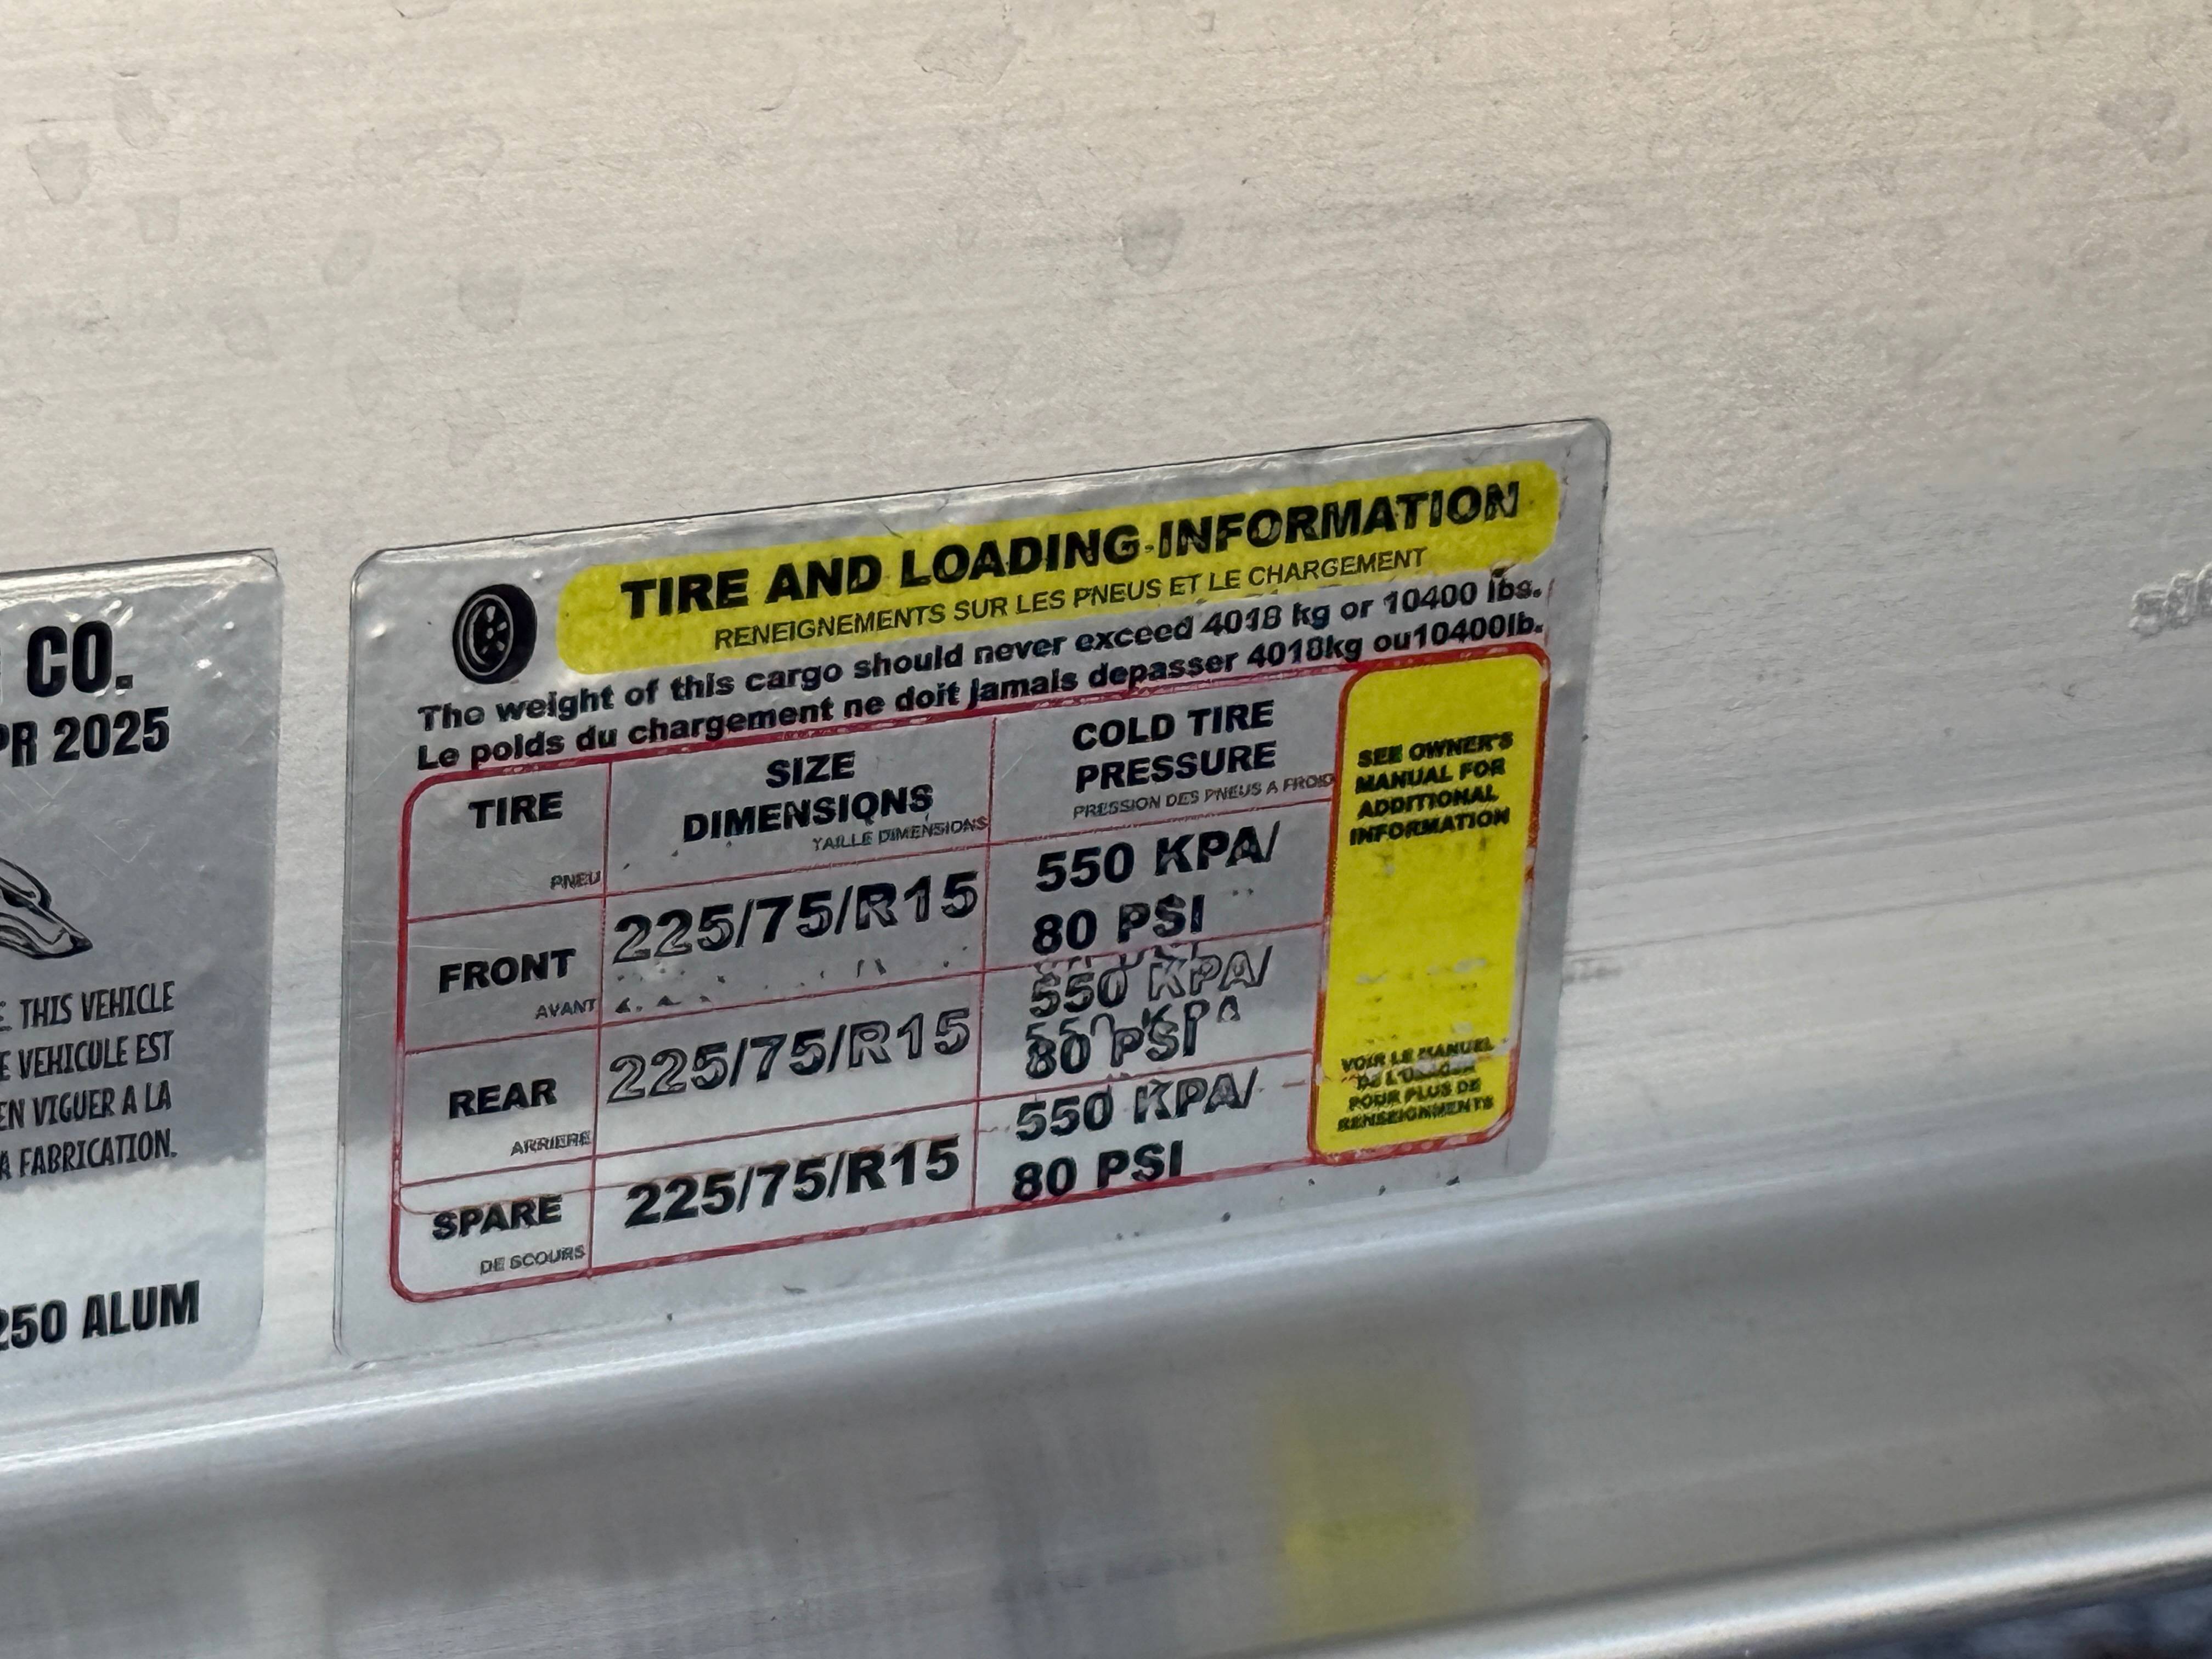 CO.
PR 2025
THIS VEHICLE
E VEHICULE EST
EN VIGUER A LA
A FABRICATION.
250 ALUM
TIRE AND LOADING INFORMATION
RENEIGNEMENTS SUR LES PNEUS ET LE CHARGEMENT
The weight of this cargo should never exceed 4018 kg or 10400 lbs.
Le poids du chargement ne doit jamais depasser 4018kg ou10400lb.
TIRE
PNEU
SIZE
DIMENSIONS
TAILLE DIMENSIONS
COLD TIRE
PRESSURE
PRESSION DES PNEUS A FROID
FRONT
AVANT
225/75/R15
550 KPA/
80 PSI
REAR
ARRIERE
225/75/R15
550 KPA/
80 PSI
SPARE
DE SCOURS
225/75/R15
550 KPA/
80 PSI
SEE OWNER'S
MANUAL FOR
ADDITIONAL
INFORMATION
VOIR LE MANUEL
DE L'USAGER
POUR PLUS DE
RENSEIGNMENTS